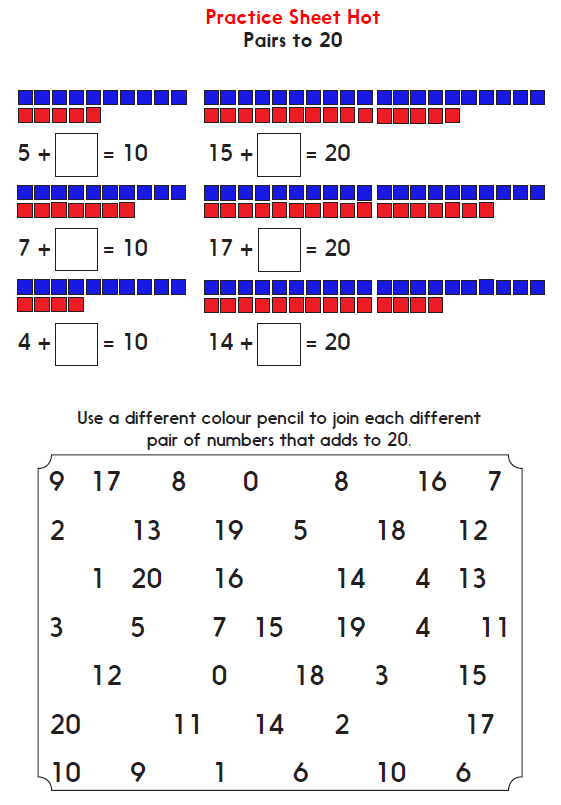 Practice Sheet Hot
Pairs to 20
5 + = 10 15 + = 20
7 + = 10 17 + = 20
4 + = 10 14 + = 20
Use a different colour pencil to join each different
pair of numbers that adds to 20.
9 17 8 0 8 16 7
2 13 19 5 18 12
1 20 16 14 4 13
3 5 7 15 19 4 11
12 0 18 3 15
20 11 14 2 17
10 9 1 6 10 6